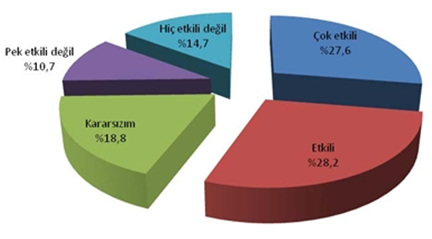 Hiç etkili değil
%14,7
Çok etkili
%27,6
Pek etkili değil
%10,7
Kararsızım
%18,8
Etkili
%28,2